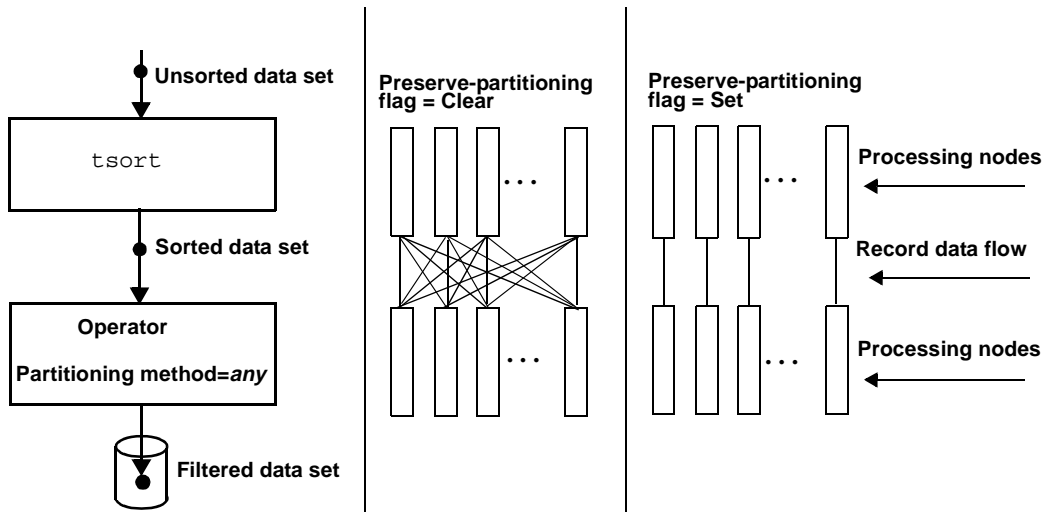 Unsorted data set
tsort
Sorted data set
Operator
Partitioning method=any
Filtered data set
Preserve-partitioning
flag = Clear
...
...
Preserve-partitioning
flag = Set
...
...
Processing nodes
Record data flow
Processing nodes